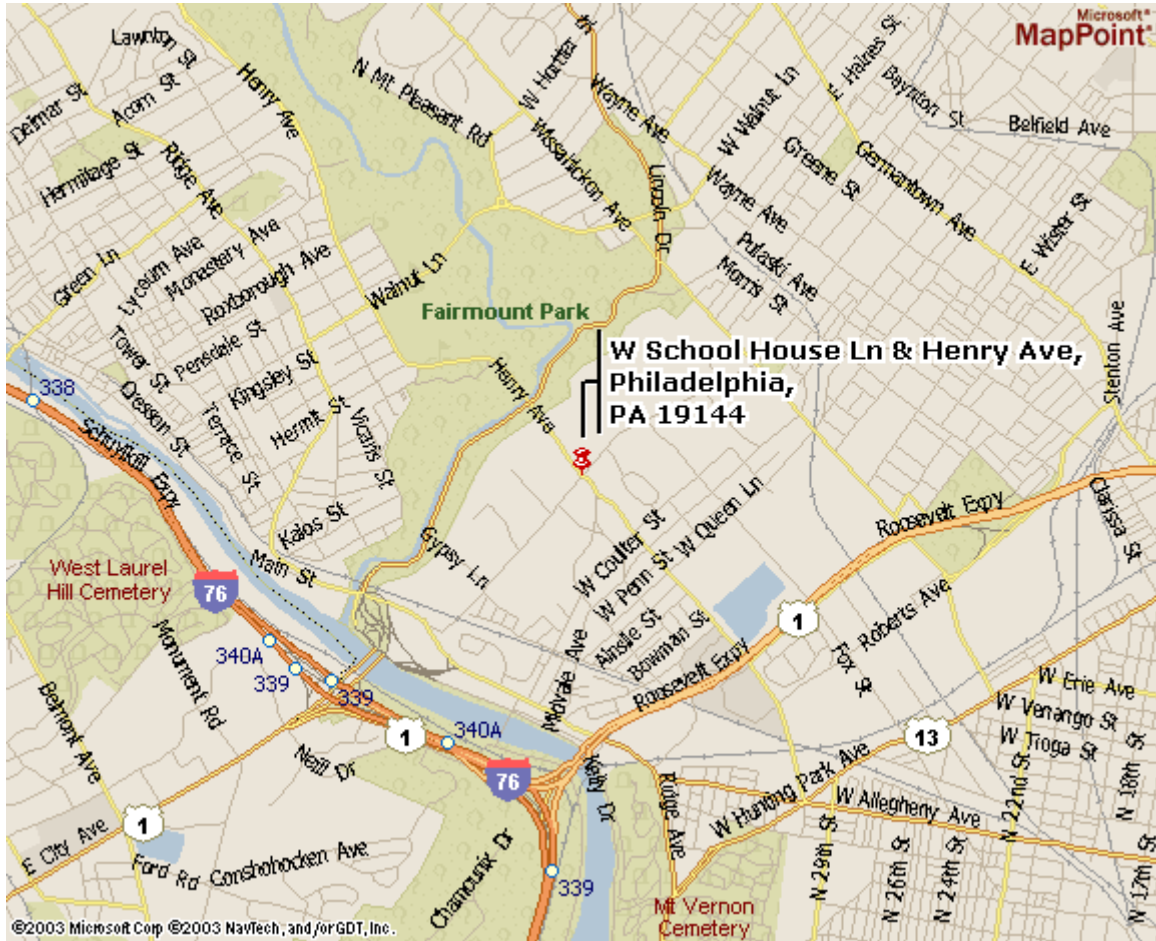 Microsoft®
MapPoint®
Lawnton St
Delmar St
Acorn St
Hermitage St
Ridge Ave
Henry Ave
N Mt. Pleasant Rd
W Hortter
Wissahickon Ave
Wayne Ave
Lincoln Dr
W Walnut Ln
Greene St
Baynton St
Belfield Ave
Germantown Ave
E Wister St
Wayne Ave
Pulaski Ave
Morris St
Stenton Ave
Green Ln
Lyceum Ave
Monastery Ave
Roxborough Ave
Walnut Ln
Fairmount Park
Tower St
Pensdale St
Kingsley St
Hermit St
Vicaris St
Cresson St
Terrace St
Kalos St
Main St
338
Schuylkill Expy
Henry Ave
W School House Ln & Henry Ave,
Philadelphia,
PA 19144
Gypsy Ln
W Coulter St
W Queen Ln
W Penn St
Ainslie St
Bowman St
Midvale Ave
Roosevelt Expy
Roosevelt Expy
Clarissa St
Roberts Ave
Fox St
1
West Laurel
Hill Cemetery
76
340A
339
339
Monument Rd
Belmont Ave
1
340A
Neill Dr
76
Kelly Dr
Ridge Ave
W Hunting Park Ave
13
W Erie Ave
W Venango St
W Tioga St
W Allegheny Ave
N 22nd St
N 18th St
N 17th St
N 29th St
N 26th St
N 24th St
1
E City Ave
Ford Rd
Conshohocken Ave
Chamounix Dr
339
Mt Vernon
Cemetery
©2003 Microsoft Corp ©2003 NavTech, and/or GDT, Inc.